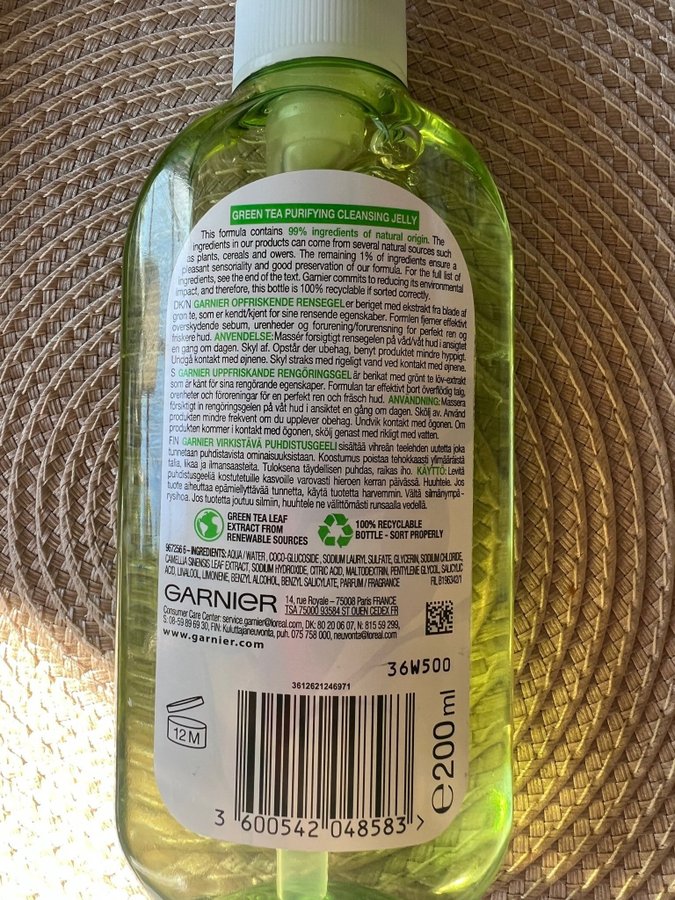 GREEN TEA PURIFYING CLEANSING JELLY
This formula contains 99% ingredients of natural origin. The
ingredients in our products can come from several natural sources such
as plants, cereals and owers. The remaining 1% of ingredients ensure a
pleasant sensoriality and good preservation of our formula. For the full list of
ingredients, see the end of text. Garnier commits to reducing its environmental
impact, and therefore, this bottle is 100% recyclable if sorted correctly.
DK/N GARNIER OPFRISKENDE RENSEGEL er beriget med ekstrakt fra blade af
grøn te, som er kendt/kjent for sine rensende egenskaber. Formlen fjerner effektivt
overskydende sebum, urenheder og forurening/forurensning for perfekt ren og
friskere hud. ANVENDELSE: Massér forsigtigt rensegelen på våd/våt hud i ansigtet
en gang om dagen. Skyl af. Opstår der ubehag, benyt produktet mindre hyppigt.
Undgå kontakt med øjnene. Skyl straks med rigeligt vand ved kontakt med øjnene.
S GARNIER UPPFRISKANDE RENGÖRINGSGEL är berikat med grönt te löv-extrakt
som är känt för sina rengörande egenskaper. Formulan tar effektivt bort överflödig talg,
orenheter och föroreningar för en perfekt ren och fräsch hud. ANVÄNDNING: Massera
försiktigt in rengöringsgelen på våt hud i ansiktet en gång om dagen. Skölj av. Använd
produkten mindre frekvent om du upplever obehag. Undvik kontakt med ögonen. Om
produkten kommer i kontakt med ögonen, skölj genast med rikligt med vatten.
FIN GARNIER VIRKISTÄVÄ PUHDISTUSGEELI sisältää vihreän teelehden uutetta joka
tunnetaan puhdistavista ominaisuuksistaan. Koostumus poistaa tehokkaasti ylimääräistä
talia, likaa ja ilmansaasteita. Tuloksena täydellisen puhdas, raikas iho. KÄYTTÖ: Levitä
puhdistusgeeliä kostutetuille kasvoille varovasti hieroen kerran päivässä. Huuhtele. Jos
tuote aiheuttaa epämiellyttävää tunnetta, käytä tuotetta harvemmin. Vältä silmänympä-
rysihoa. Jos tuotetta joutuu silmiin, huuhtele ne välittömästi runsaalla vedellä.
GREEN TEA LEAF
EXTRACT FROM
RENEWABLE SOURCES
100% RECYCLABLE
BOTTLE - SORT PROPERLY
967256 6 - INGREDIENTS: AQUA / WATER, COCO-GLUCOSIDE, SODIUM LAURYL SULFATE, GLYCERIN, SODIUM CHLORIDE,
CAMELLIA SINENSIS LEAF EXTRACT, SODIUM HYDROXIDE, CITRIC ACID, MALTODEXTRIN, PENTYLENE GLYCOL, SALICYLIC
ACID, LINALOOL, LIMONENE, BENZYL ALCOHOL, BENZYL SALICYLATE, PARFUM / FRAGRANCE
GARNIER
14, rue Royale – 75008 Paris FRANCE
TSA 75000 93584 ST OUEN CEDEX FR
Consumer Care Center: service.garnier@loreal.com, DK: 80 20 06 07, N: 815 59 299,
S. 08-59 89 69 30, FIN: Kuluttajaneuvonta, puh. 075 758 000, neuvonta@loreal.com
www.garnier.com
36W500
3612621246971
12 M
e 200 ml
3 600542 048583 >